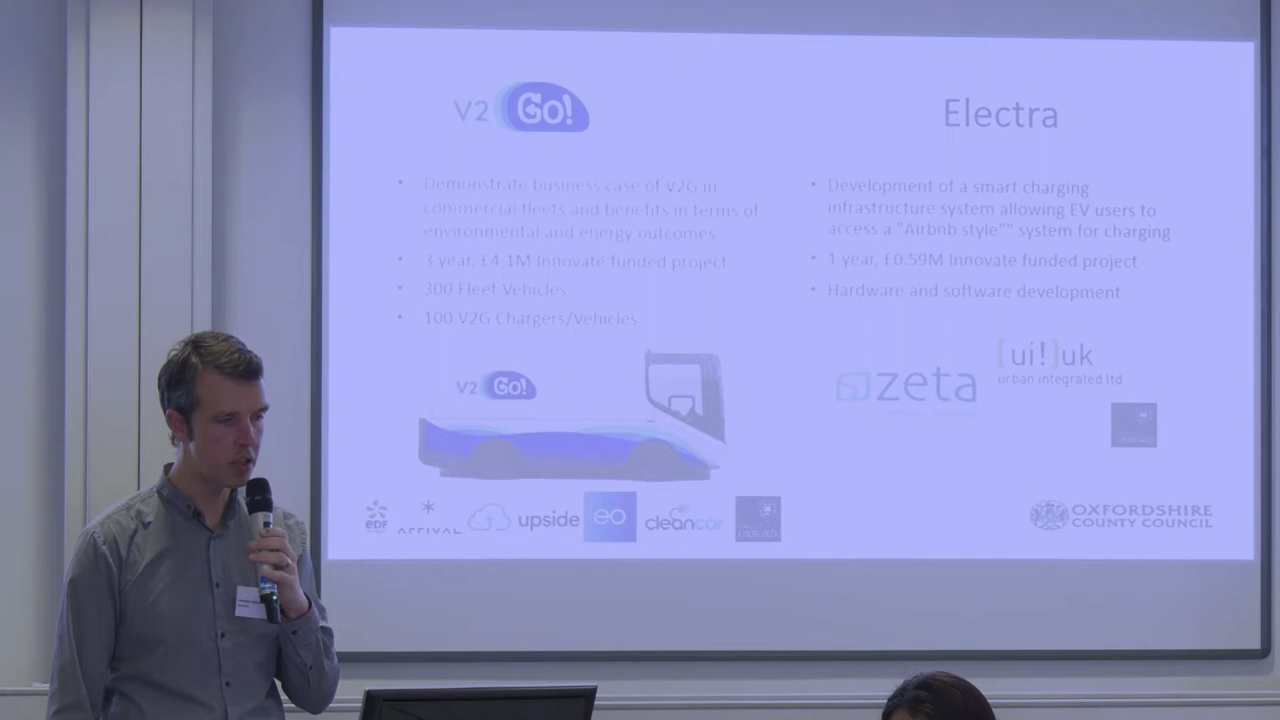 V2 Go!
Demonstrate business case of V2G in
commercial fleets and benefits in terms of
environmental and energy outcomes
3 year, £4.1M Innovate funded project
300 Fleet Vehicles
100 V2G Chargers/Vehicles
V2 Go!
eDF
ARRIVAL
upside
eo
cleancar
OXFORD
Electra
Development of a smart charging
infrastructure system allowing EV users to
access a "Airbnb style"" system for charging
1 year, £0.59M Innovate funded project
Hardware and software development
zeta
[ui!]uk
urban integrated ltd
OXFORD
OXFORDSHIRE
COUNTY COUNCIL